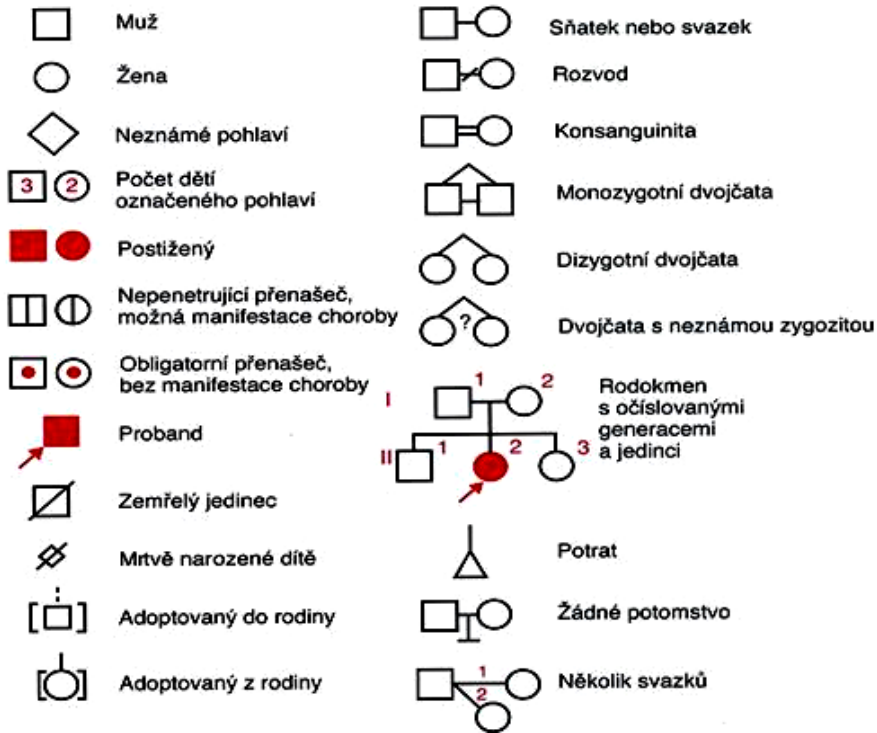 Muž
Žena
Neznámé pohlaví
3 2
Počet dětí
označeného pohlaví
Postižený
Nepenetrující přenašeč,
možná manifestace choroby
Obligatorní přenašeč,
bez manifestace choroby
Proband
Zemřelý jedinec
Mrtvě narozené dítě
Adoptovaný do rodiny
Adoptovaný z rodiny
Sňatek nebo svazek
Rozvod
Konsanguinita
Monozygotní dvojčata
Dizygotní dvojčata
?
Dvojčata s neznámou zygozitou
I 1 2
II 1 2 3
Rodokmen
s očíslovanými
generacemi
a jedinci
Potrat
Žádné potomstvo
1
2
Několik svazků